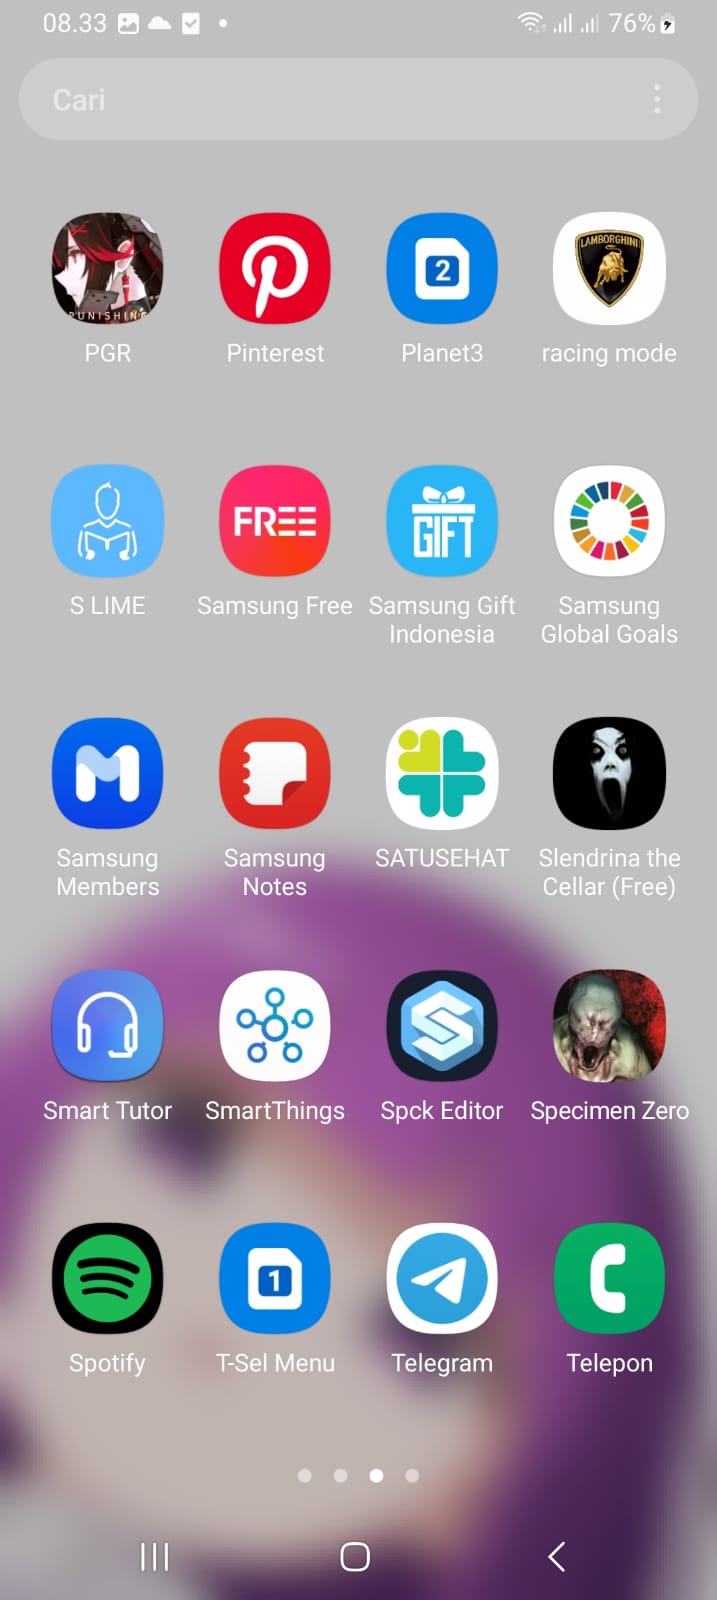 08.33 76%
Cari
PUNISHING
2
LAMBORGHINI
PGR Pinterest Planet3 racing mode
FREE
GIFT
S LIME Samsung Free Samsung Gift Samsung
Indonesia Global Goals
Samsung Samsung SATUSEHAT Slendrina the
Members Notes Cellar (Free)
Smart Tutor SmartThings Spck Editor Specimen Zero
1
Spotify T-Sel Menu Telegram Telepon